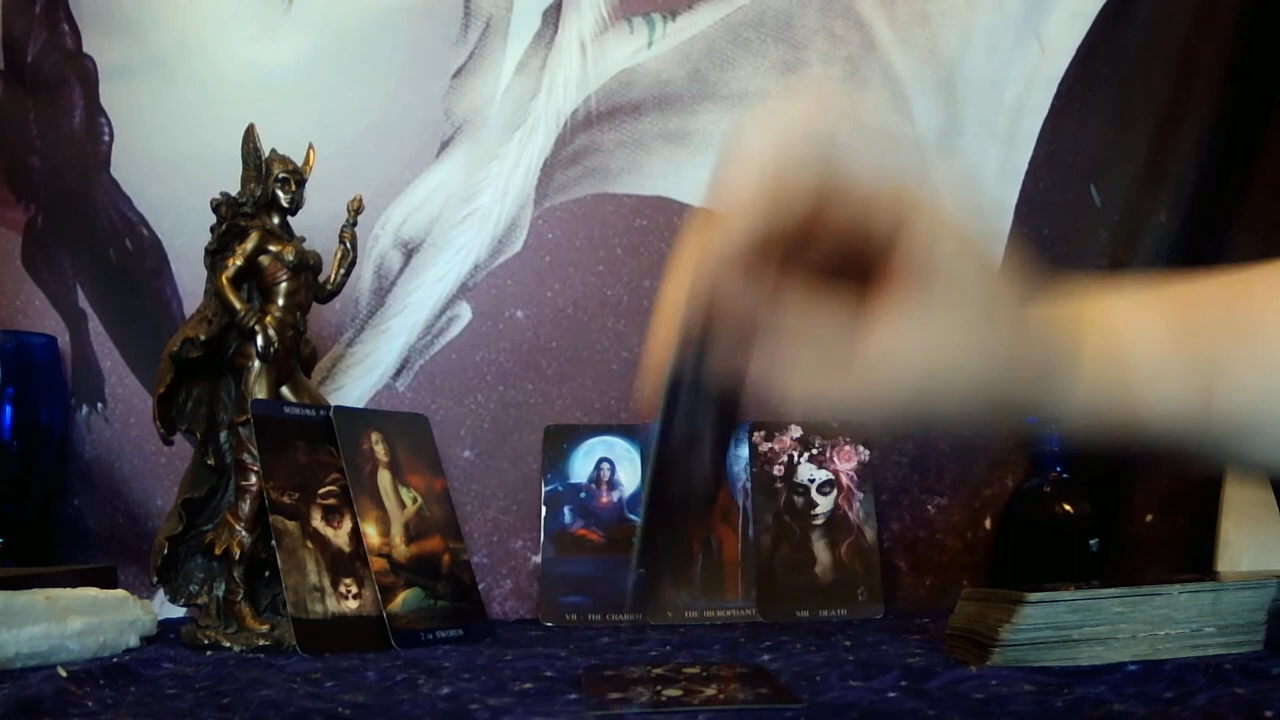 2 OF SWORDS
VII - THE CHARIOT
V - THE HIEROPHANT
XIII - DEATH